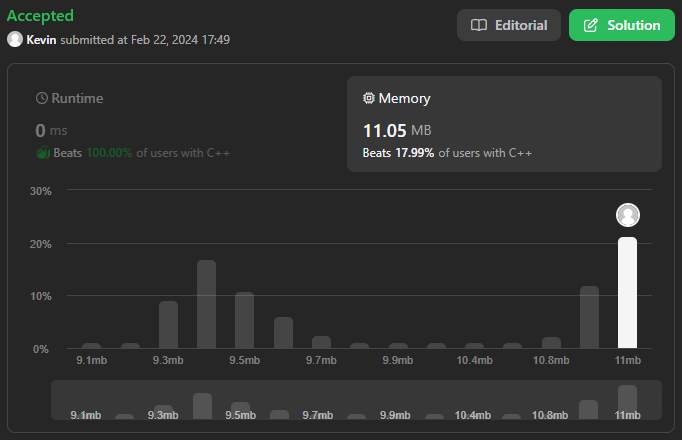 Accepted
Editorial
Solution
Kevin submitted at Feb 22, 2024 17:49
Runtime
Memory
0 ms
11.05 MB
Beats 100.00% of users with C++
Beats 17.99% of users with C++
30%
20%
10%
0%
9.1mb 9.3mb 9.5mb 9.7mb 9.9mb 10.4mb 10.8mb 11mb
9.1mb 9.3mb 9.5mb 9.7mb 9.9mb 10.4mb 10.8mb 11mb